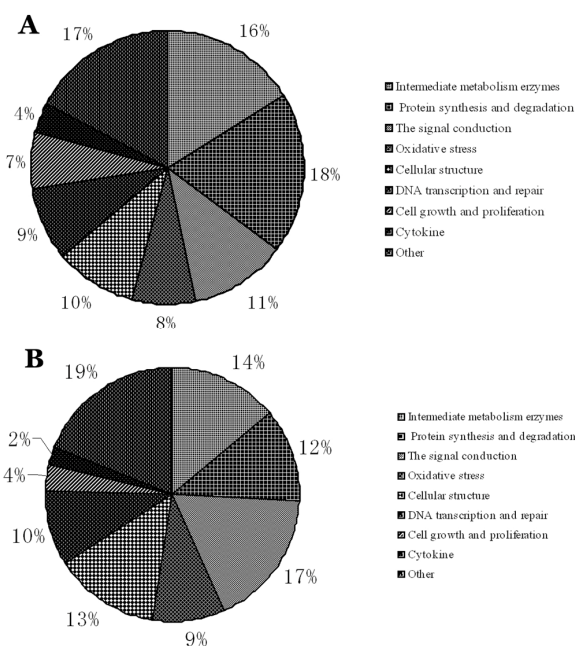 A
17%
16%
4%
7%
18%
9%
10%
11%
8%
Intermediate metabolism enzymes
Protein synthesis and degradation
The signal conduction
Oxidative stress
Cellular structure
DNA transcription and repair
Cell growth and proliferation
Cytokine
Other
B
19%
14%
2%
12%
4%
10%
17%
13%
9%
Intermediate metabolism enzymes
Protein synthesis and degradation
The signal conduction
Oxidative stress
Cellular structure
DNA transcription and repair
Cell growth and proliferation
Cytokine
Other